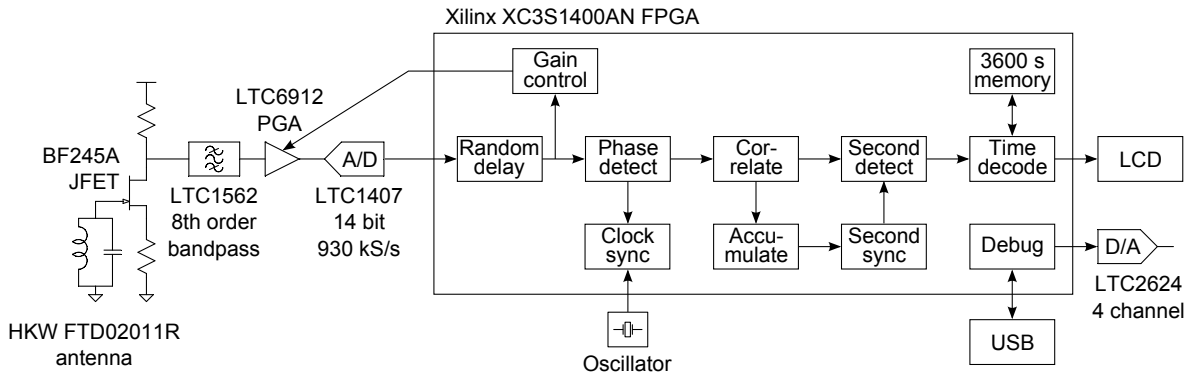 Xilinx XC3S1400AN FPGA
Gain
control
3600 s
memory
LTC6912
PGA
BF245A
JFET
A/D
Random
delay
Phase
detect
Cor-
relate
Second
detect
Time
decode
LCD
LTC1562
8th order
bandpass
LTC1407
14 bit
930 kS/s
Clock
sync
Accu-
mulate
Second
sync
Debug
D/A
LTC2624
4 channel
HKW FTD02011R
antenna
Oscillator
USB